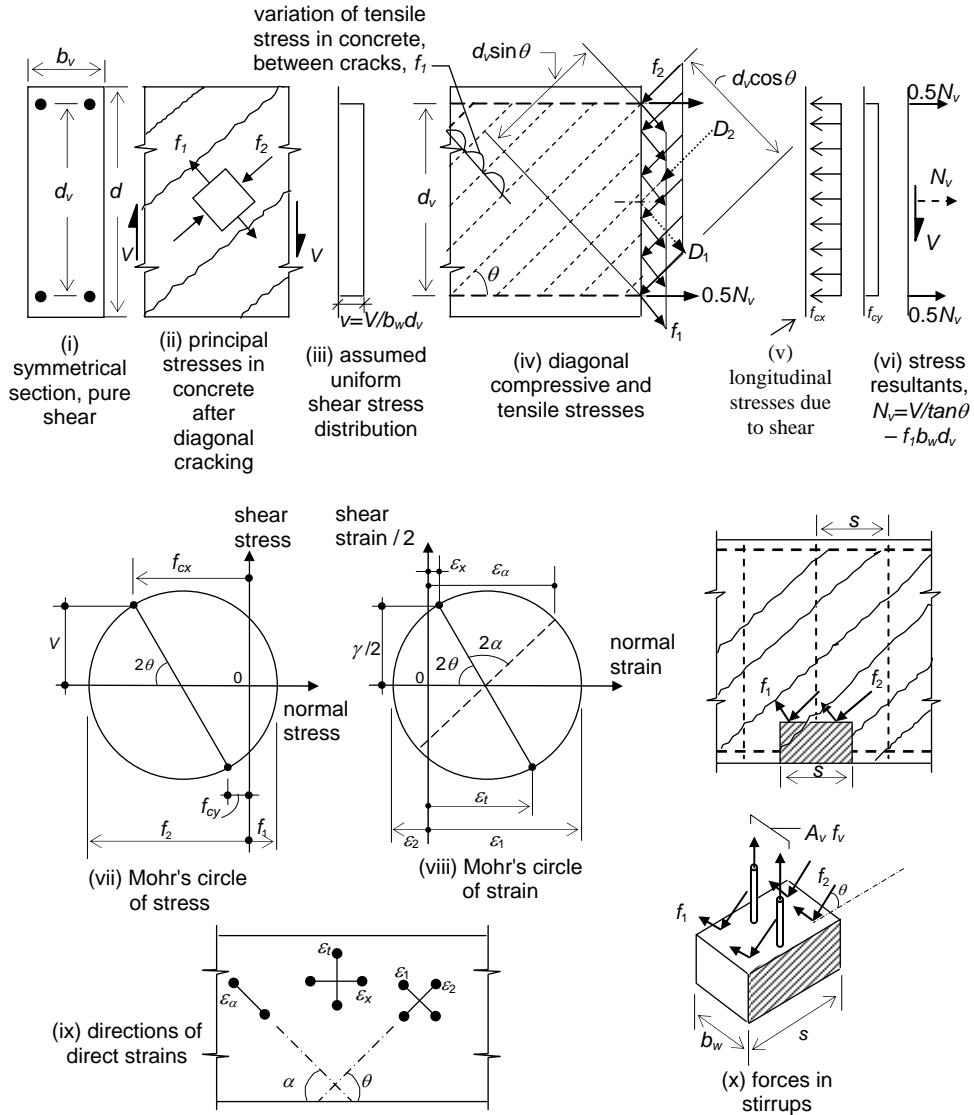 variation of tensile
stress in concrete,
between cracks, f1
bv
dv
d
f1
f2
V
V
v=V/bwdv
dv sinθ
f2
dv cosθ
D2
dv
θ
D1
0.5Nv
f1
fcx
fcy
0.5Nv
Nv
V
0.5Nv
(i)
symmetrical
section, pure
shear
(ii) principal
stresses in
concrete
after
diagonal
cracking
(iii) assumed
uniform
shear stress
distribution
(iv) diagonal
compressive and
tensile stresses
(v)
longitudinal
stresses due
to shear
(vi) stress
resultants,
Nv=V/tanθ
– f1bwdv
shear
stress
fcx
v
2θ
0
normal
stress
fcy
f2
f1
(vii) Mohr's circle
of stress
shear
strain / 2
εx
εα
γ/2
0
2θ
2α
normal
strain
εt
ε2
ε1
(viii) Mohr's circle
of strain
s
f1
f2
s
Av fv
f1
f2
θ
bw
s
(x) forces in
stirrups
εα
εt
εx
ε1
ε2
(ix) directions of
direct strains
α
θ